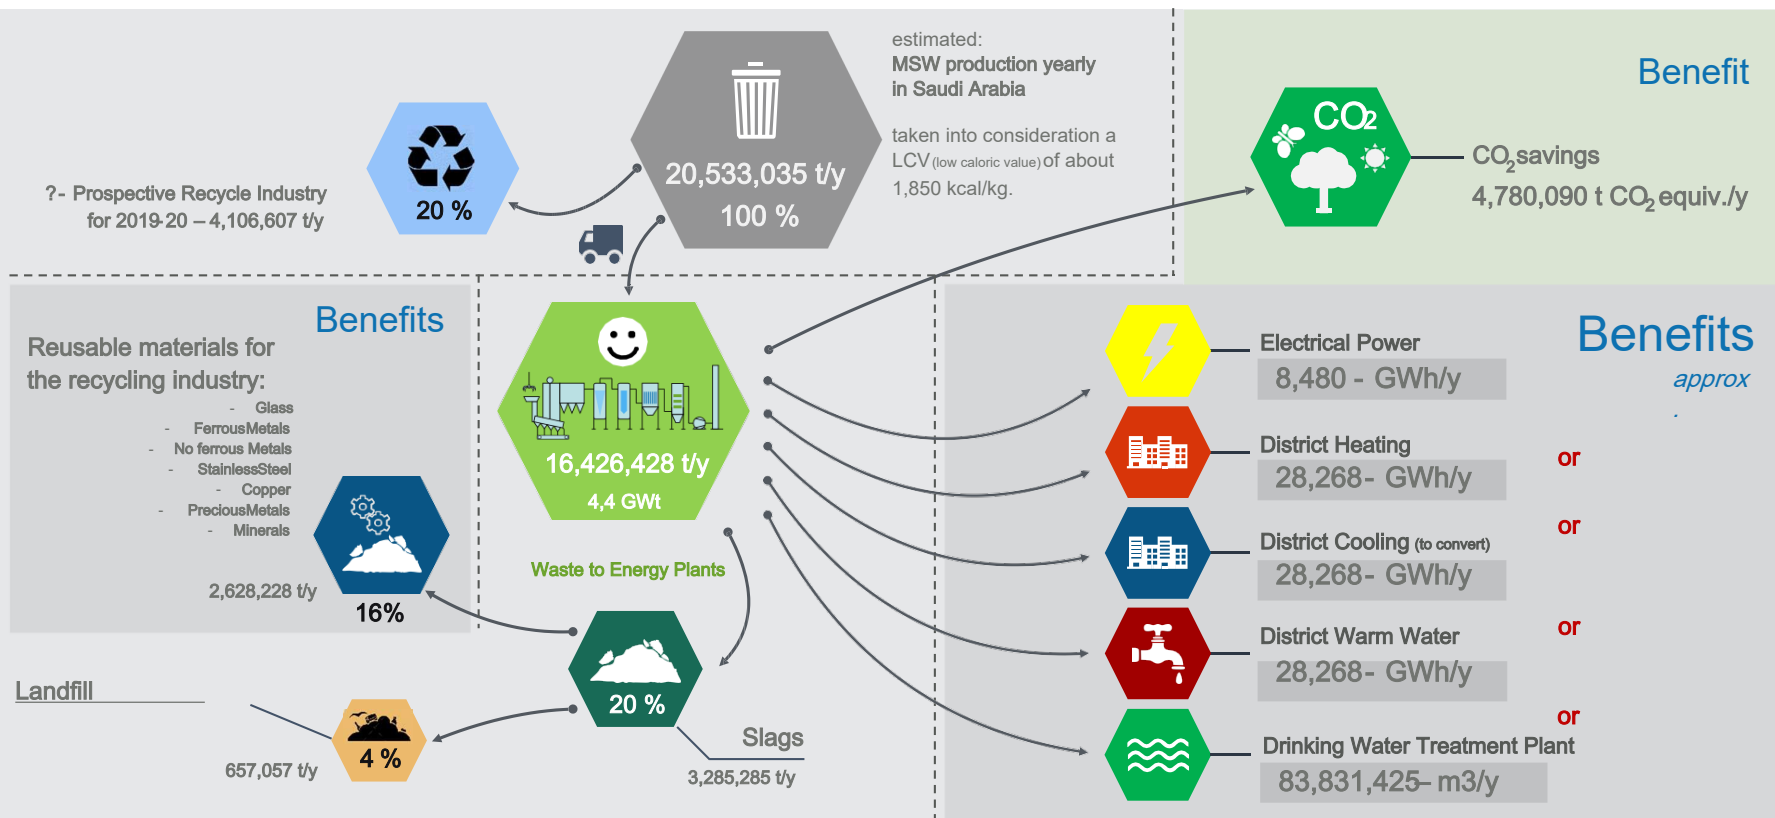 estimated:
MSW production yearly
in Saudi Arabia
taken into consideration a
LCV (low caloric value) of about
1,850 kcal/kg.
20,533,035 t/y
100 %
20 %
?- Prospective Recycle Industry
for 2019-20 – 4,106,607 t/y
Benefit
CO2
CO2 savings
4,780,090 t CO2 equiv./y
Benefits
Reusable materials for
the recycling industry:
- Glass
- FerrousMetals
- No ferrous Metals
- StainlessSteel
- Copper
- PreciousMetals
- Minerals
2,628,228 t/y
16%
16,426,428 t/y
4,4 GWt
Waste to Energy Plants
20 %
Slags
3,285,285 t/y
Landfill
4 %
657,057 t/y
Benefits
approx
.
Electrical Power
8,480 - GWh/y
District Heating
28,268- GWh/y
or
District Cooling (to convert)
28,268- GWh/y
or
District Warm Water
28,268- GWh/y
or
Drinking Water Treatment Plant
83,831,425– m3/y
or